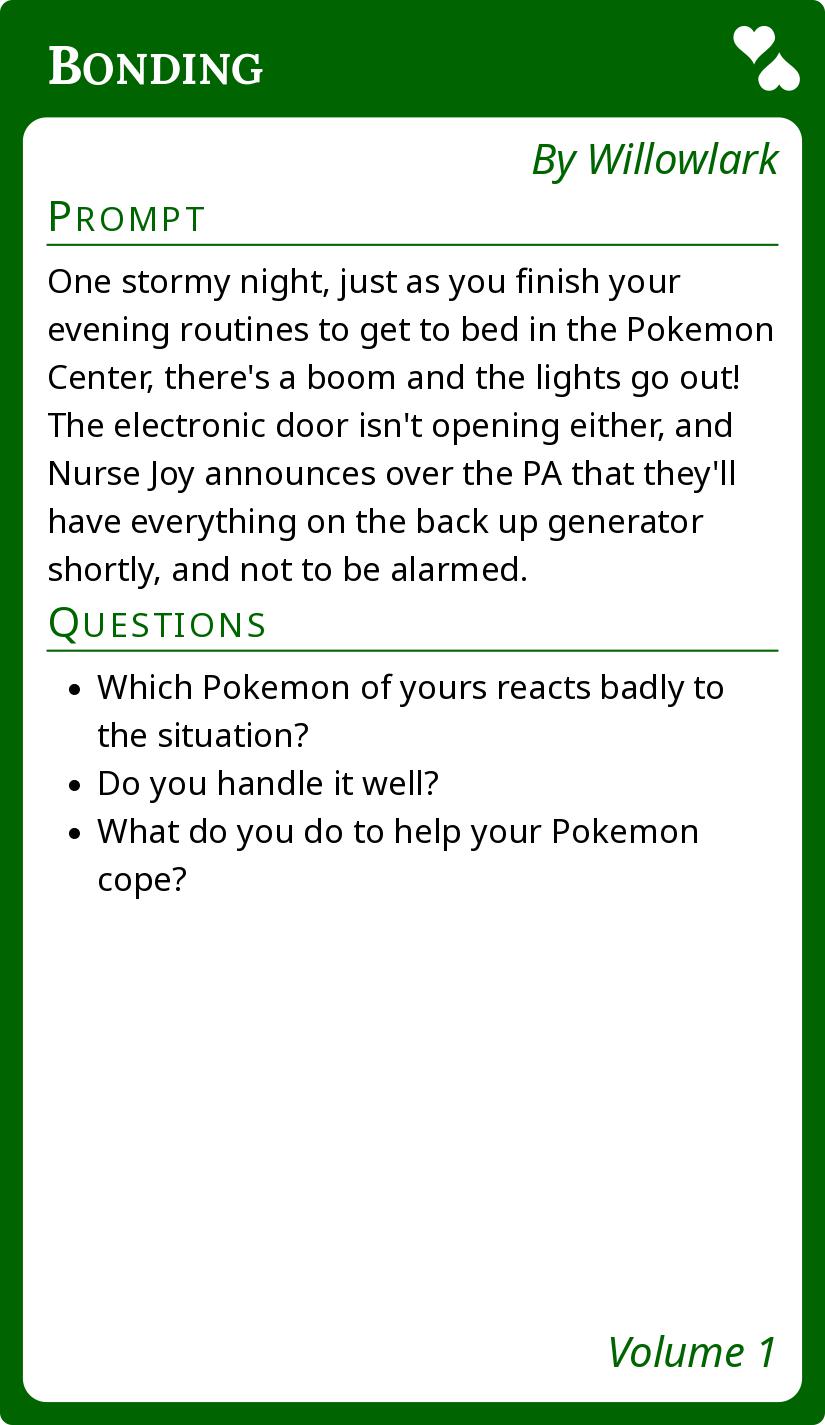 Bonding
By Willowlark
Prompt
One stormy night, just as you finish your
evening routines to get to bed in the Pokemon
Center, there's a boom and the lights go out!
The electronic door isn't opening either, and
Nurse Joy announces over the PA that they'll
have everything on the back up generator
shortly, and not to be alarmed.
Questions
• Which Pokemon of yours reacts badly to
the situation?
• Do you handle it well?
• What do you do to help your Pokemon
cope?
Volume 1